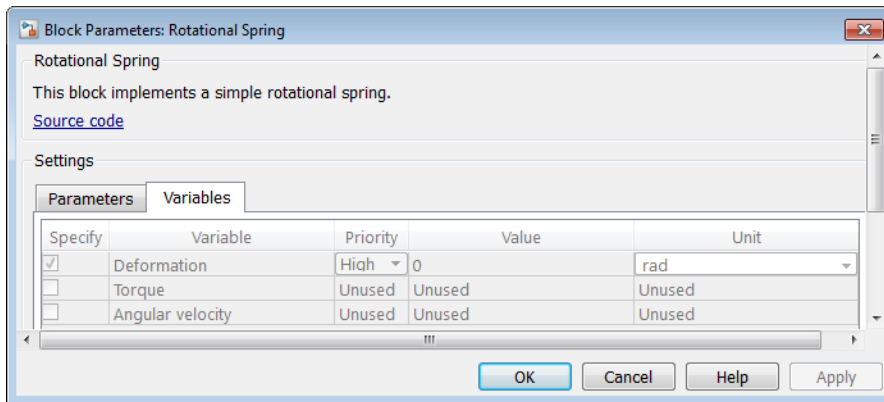 Block Parameters: Rotational Spring
Rotational Spring
This block implements a simple rotational spring.
Source code
Settings
Parameters Variables
Specify Variable Priority Value Unit
Deformation High 0 rad
Torque Unused Unused Unused
Angular velocity Unused Unused Unused
OK Cancel Help Apply